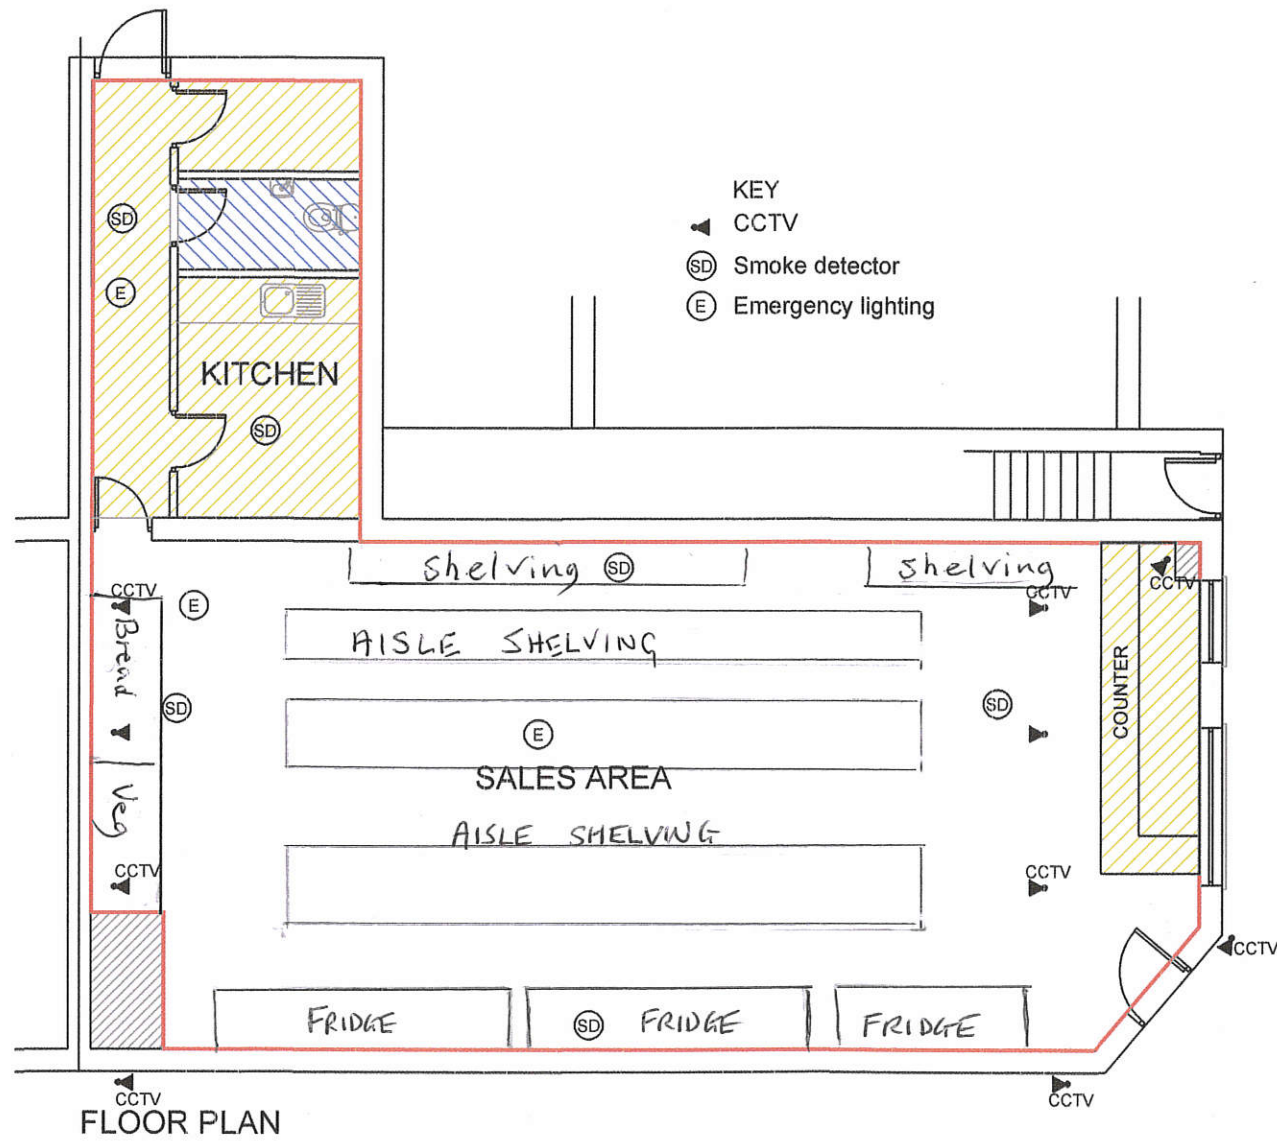 KEY
CCTV
SD Smoke detector
E Emergency lighting
SD
E
KITCHEN
SD
Shelving SD
Shelving
CCTV
CCTV
CCTV
E
AISLE SHELVING
Bread
SD
SD
COUNTER
E
SALES AREA
Veg
AISLE SHELVING
CCTV
CCTV
CCTV
FRIDGE
SD FRIDGE
FRIDGE
CCTV
CCTV
FLOOR PLAN